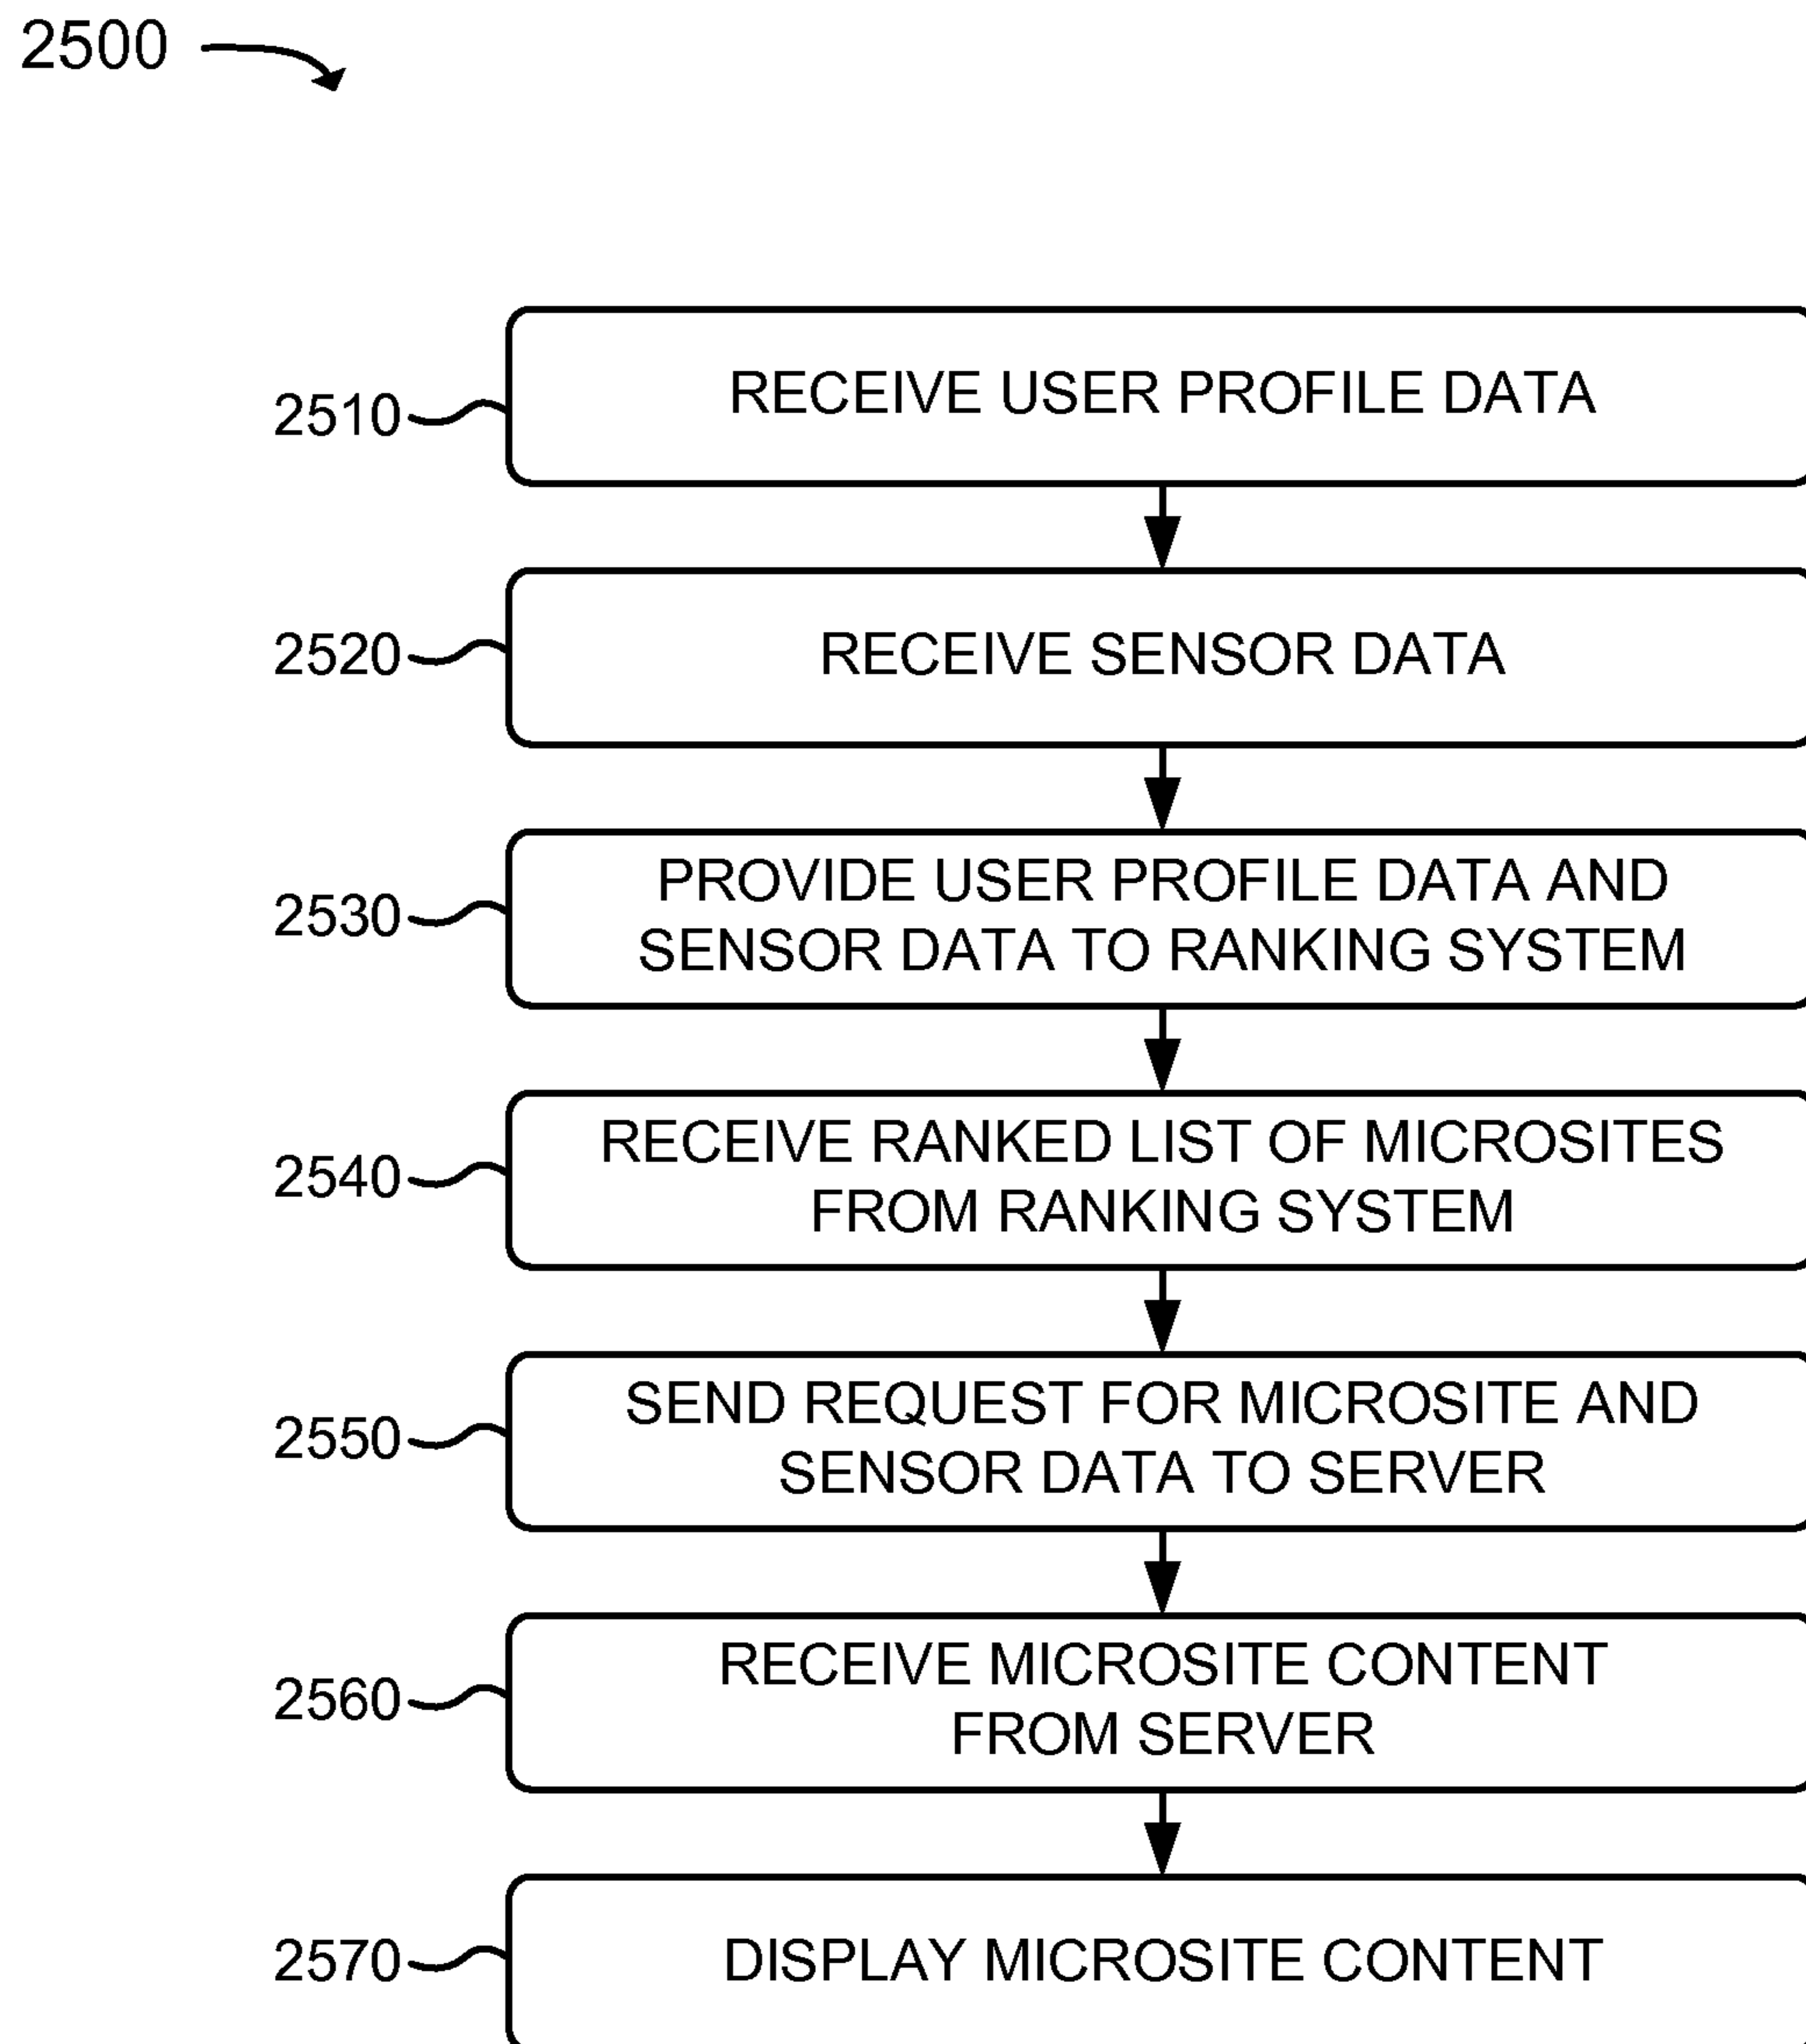 2500
2510
RECEIVE USER PROFILE DATA
2520
RECEIVE SENSOR DATA
2530
PROVIDE USER PROFILE DATA AND
SENSOR DATA TO RANKING SYSTEM
2540
RECEIVE RANKED LIST OF MICROSITES
FROM RANKING SYSTEM
2550
SEND REQUEST FOR MICROSITE AND
SENSOR DATA TO SERVER
2560
RECEIVE MICROSITE CONTENT
FROM SERVER
2570
DISPLAY MICROSITE CONTENT